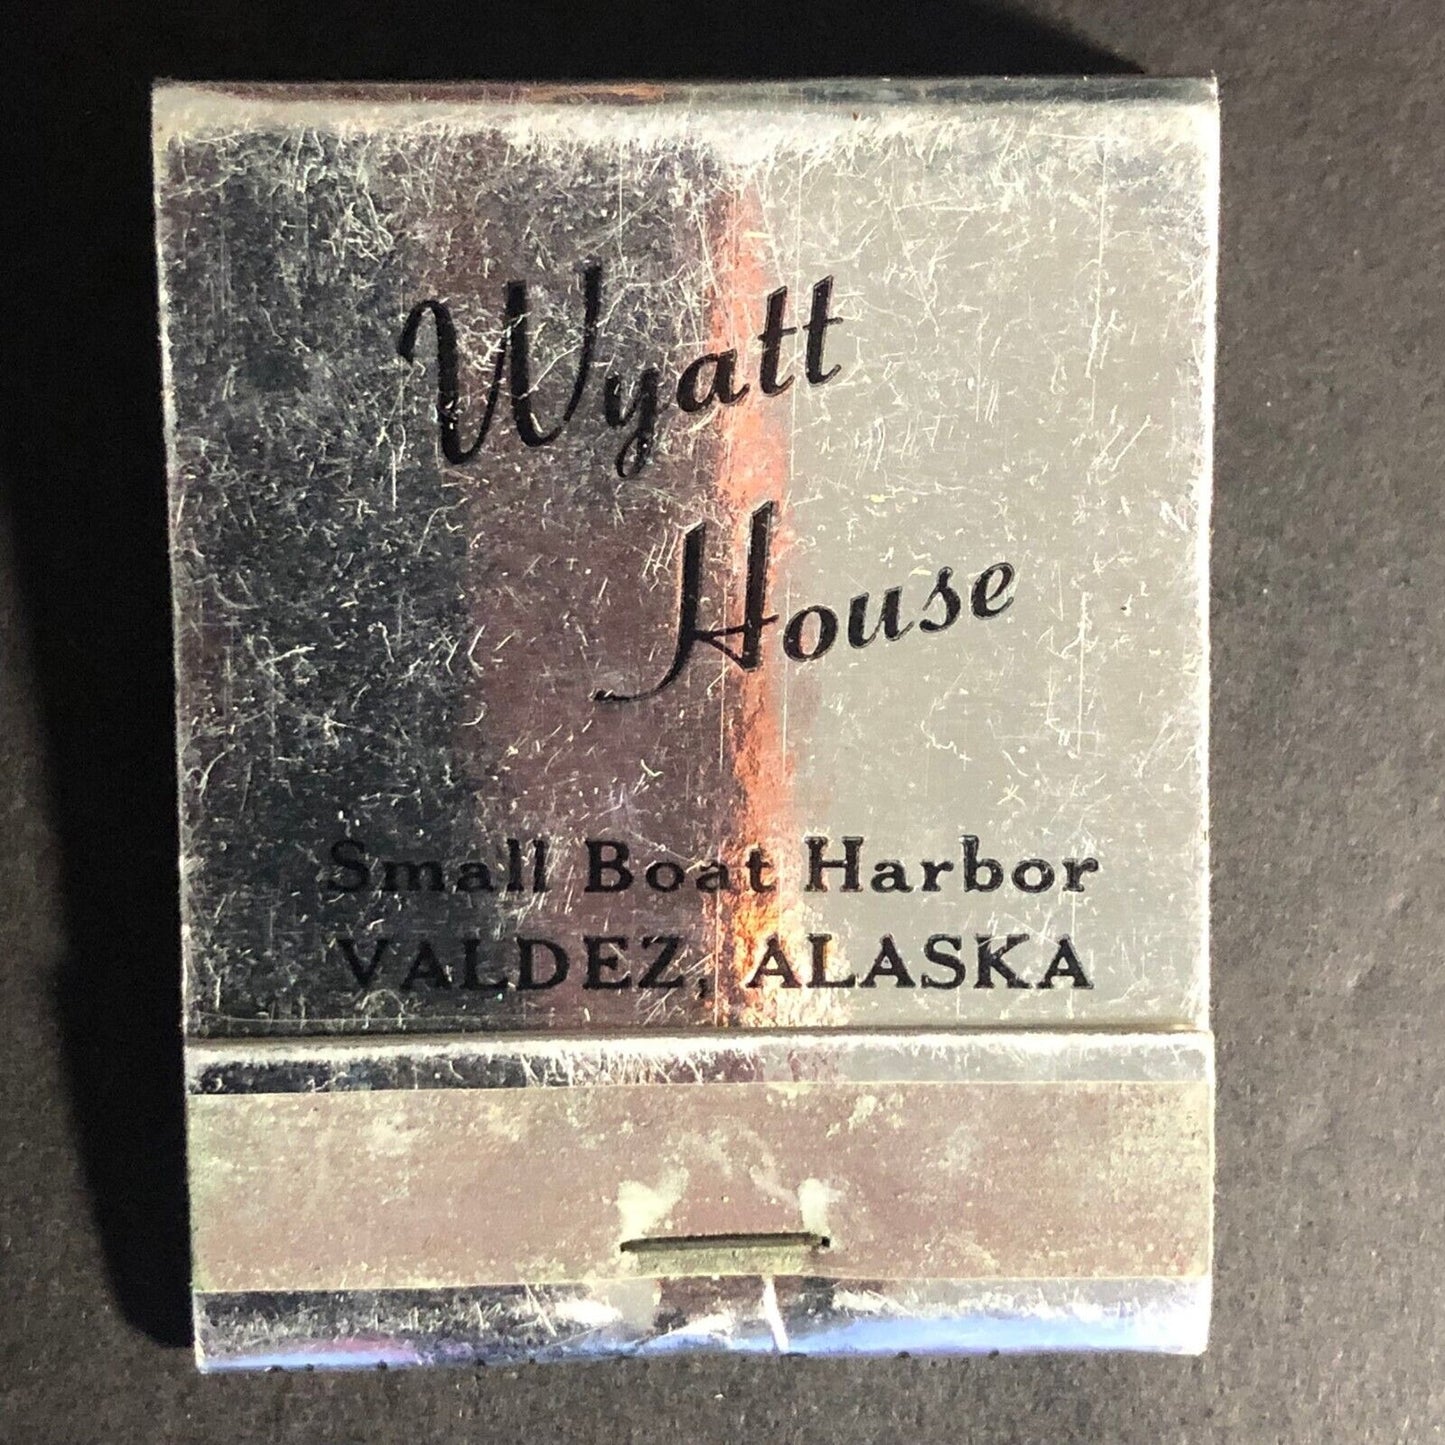 Wyatt
House
Small Boat Harbor
VALDEZ, ALASKA